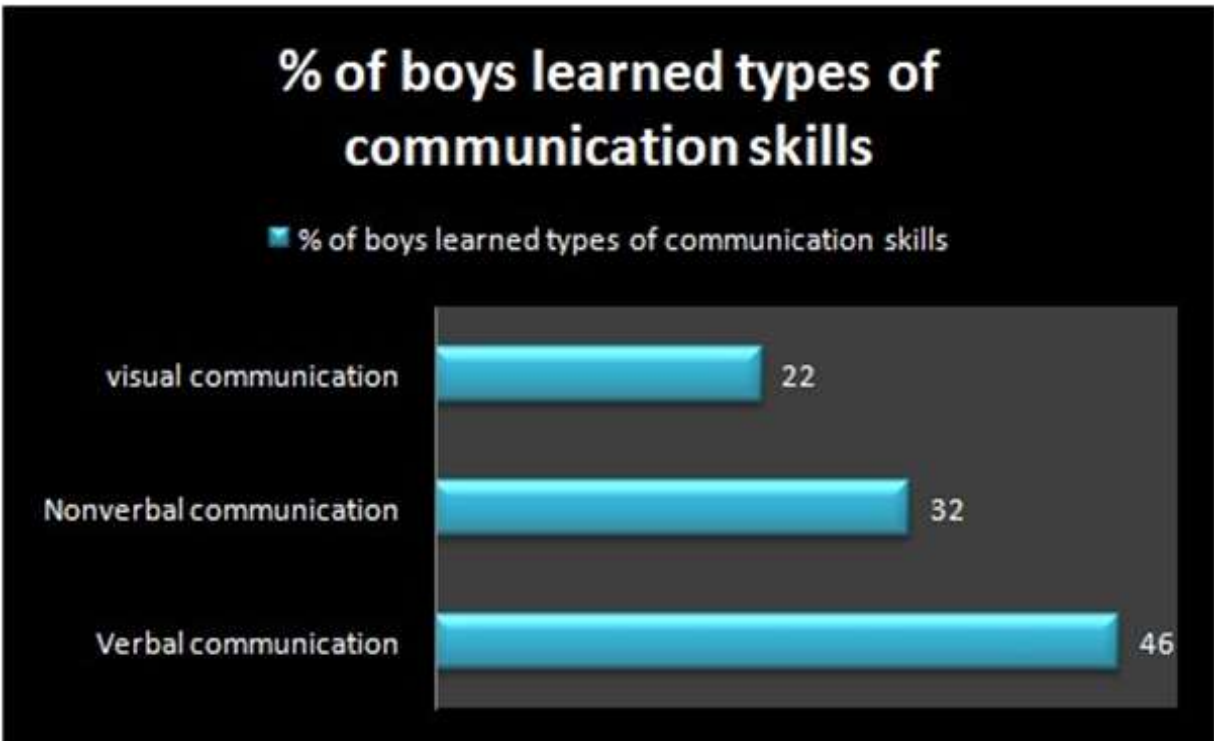 % of boys learned types of
communication skills
% of boys learned types of communication skills
visual communication
22
Nonverbal communication
32
Verbal communication
46